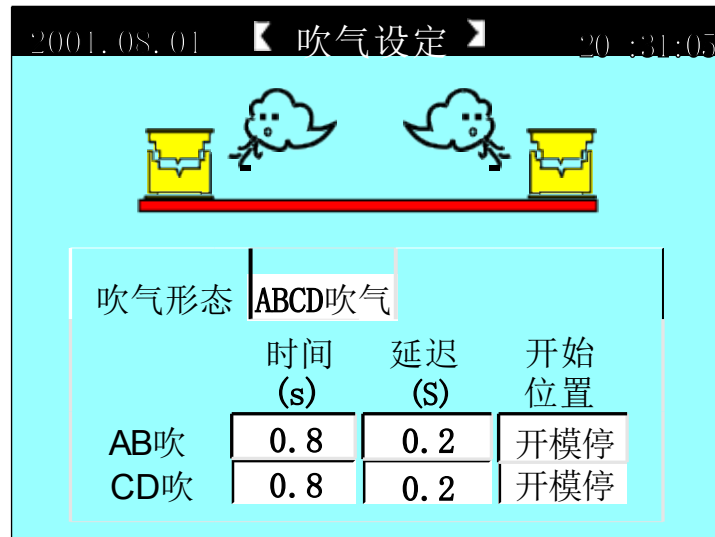 2001.08.01 【 吹气设定 】 20 :31:05
吹气形态 ABCD吹气
时间 延迟 开始
(s) (S) 位置
AB吹 0.8 0.2 开模停
CD吹 0.8 0.2 开模停